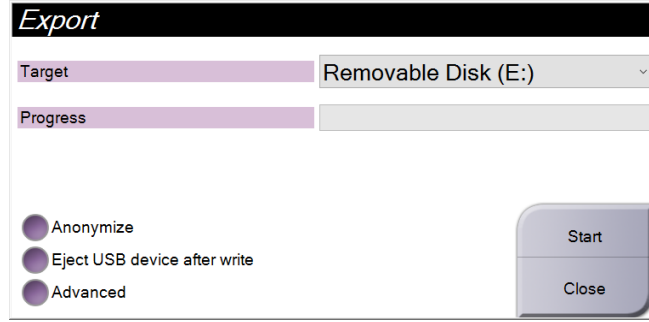 Export
Target
Removable Disk (E:)
Progress
Anonymize
Eject USB device after write
Advanced
Start
Close